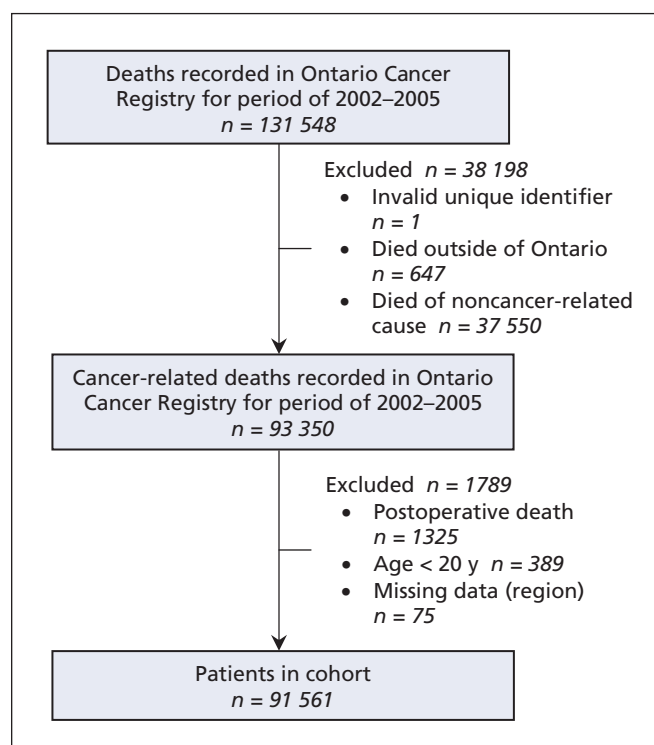 Deaths recorded in Ontario Cancer
Registry for period of 2002–2005
n = 131 548
Excluded n = 38 198
• Invalid unique identifier
n = 1
• Died outside of Ontario
n = 647
• Died of noncancer-related
cause n = 37 550
Cancer-related deaths recorded in Ontario
Cancer Registry for period of 2002–2005
n = 93 350
Excluded n = 1789
• Postoperative death
n = 1325
• Age < 20 y n = 389
• Missing data (region)
n = 75
Patients in cohort
n = 91 561